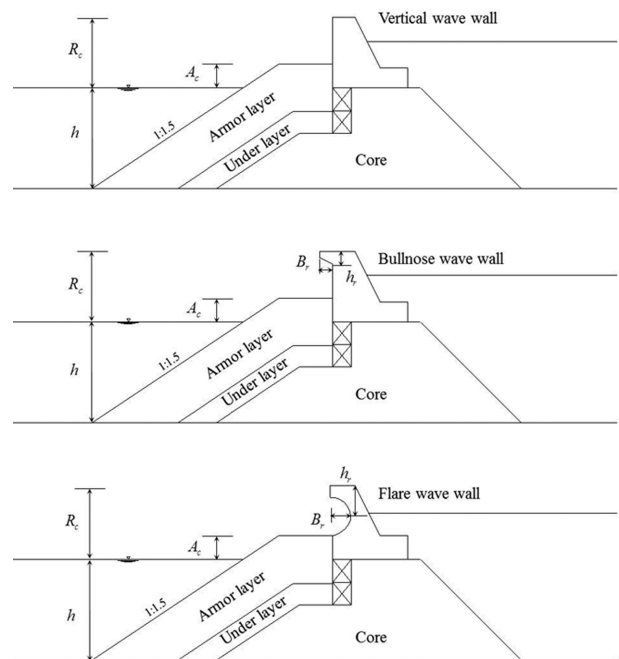 Vertical wave wall
R_c
A_c
h
1:1.5
Armor layer
Under layer
Core
Bullnose wave wall
B_r
h_r
R_c
A_c
h
1:1.5
Armor layer
Under layer
Core
h_r
Flare wave wall
B_r
R_c
A_c
h
1:1.5
Armor layer
Under layer
Core